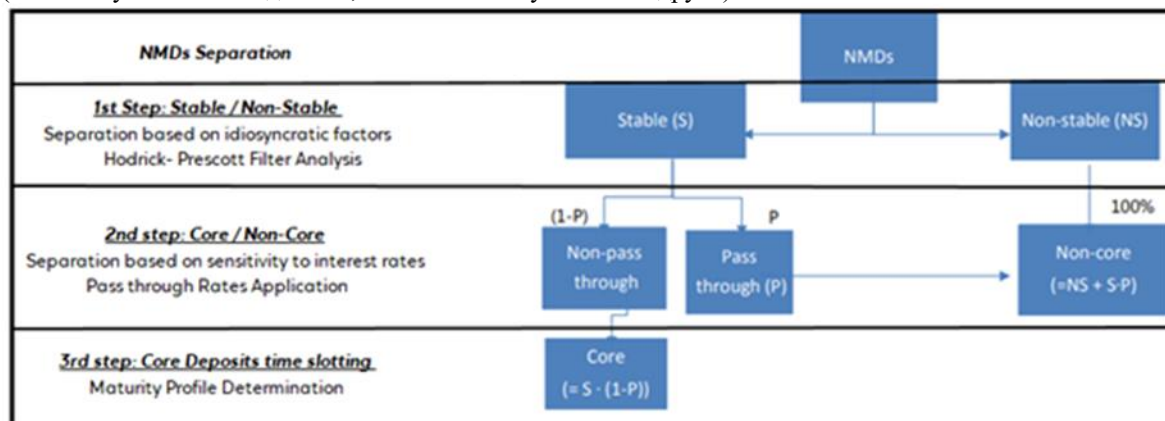 NMDs Separation
NMDs
1st Step: Stable / Non-Stable
Separation based on idiosyncratic factors
Hodrick- Prescott Filter Analysis
Stable (S)
Non-stable (NS)
2nd step: Core / Non-Core
Separation based on sensitivity to interest rates
Pass through Rates Application
(1-P)
P
100%
Non-pass
through
Pass
through (P)
Non-core
(=NS + S·P)
3rd step: Core Deposits time slotting
Maturity Profile Determination
Core
(= S · (1-P))